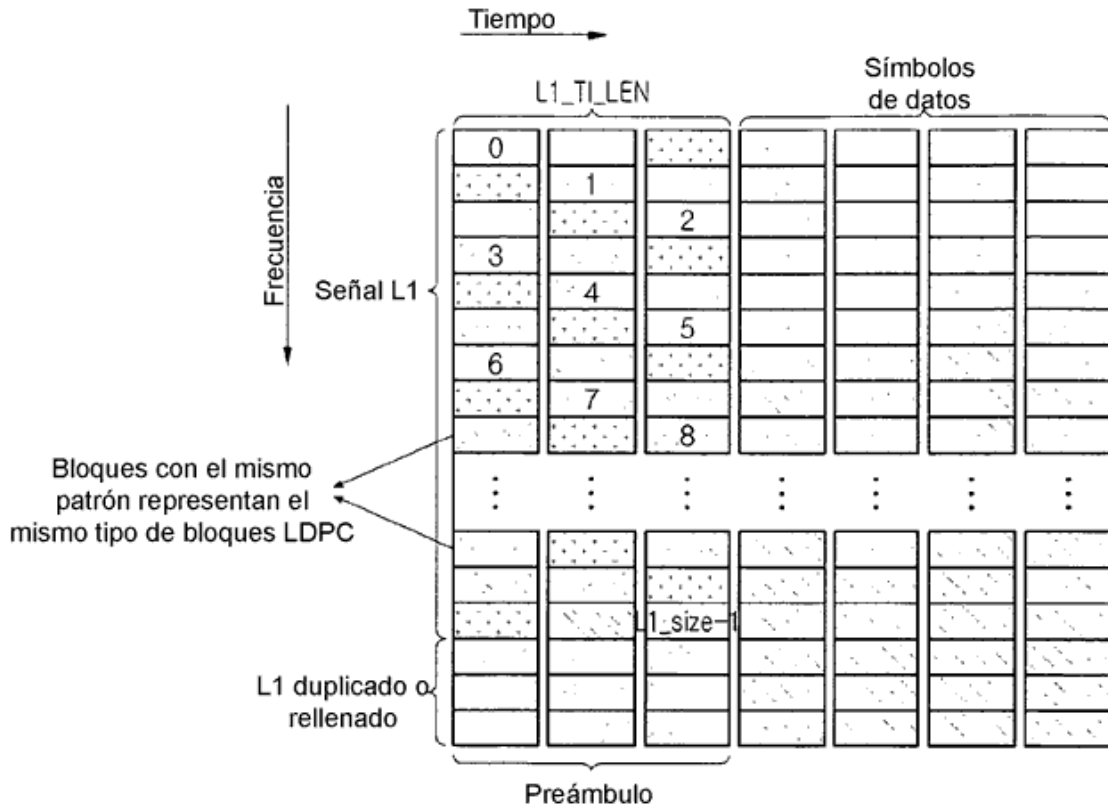 Tiempo
L1_TI_LEN
Símbolos
de datos
Frecuencia
Señal L1
0
1
2
3
4
5
6
7
8
Bloques con el mismo
patrón representan el
mismo tipo de bloques LDPC
L1_size-1
L1 duplicado o
rellenado
Preámbulo